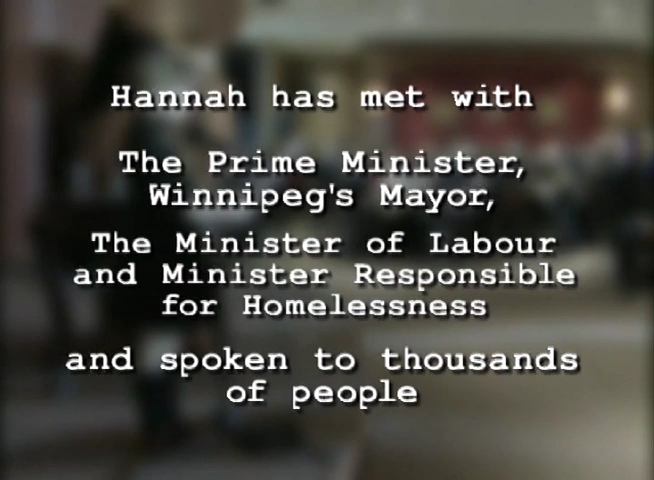 Hannah has met with
The Prime Minister,
Winnipeg's Mayor,
The Minister of Labour
and Minister Responsible
for Homelessness
and spoken to thousands
of people